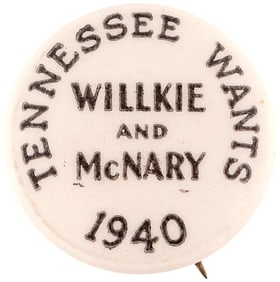 TENNESSEE WANTS
WILLKIE
AND
McNARY
1940